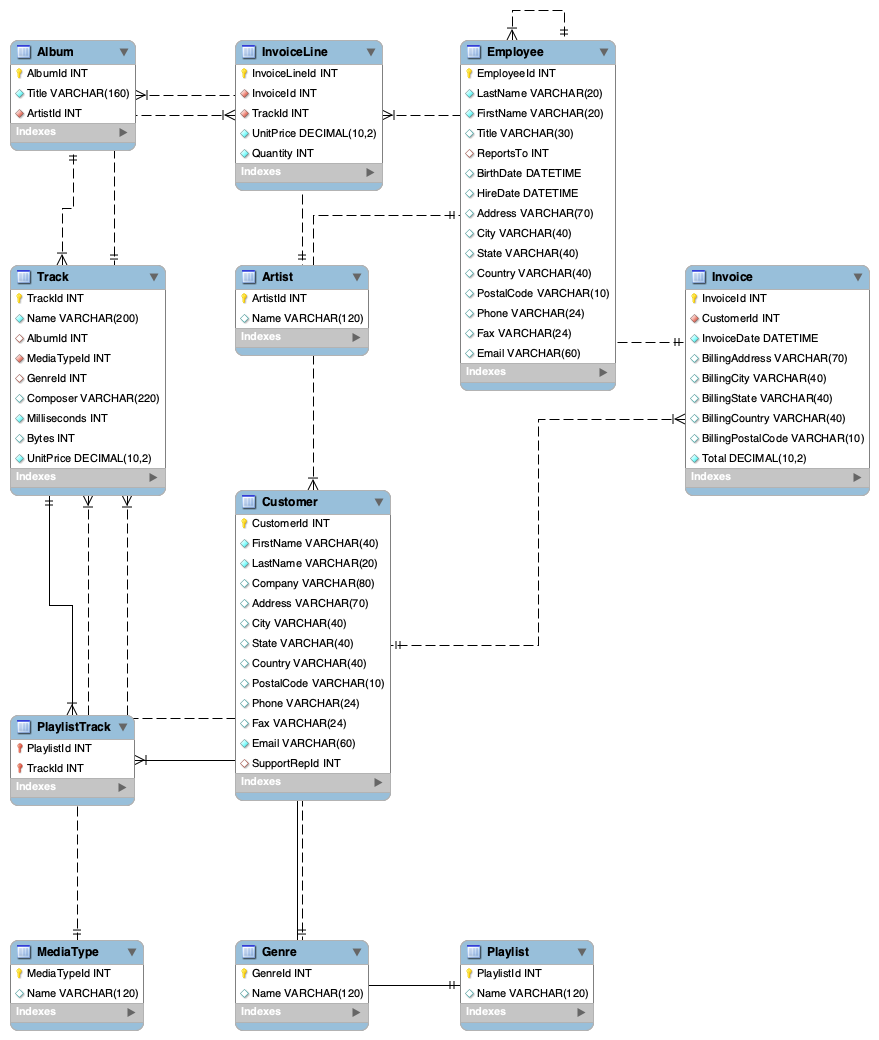 Album
AlbumId INT
Title VARCHAR(160)
ArtistId INT
Indexes
InvoiceLine
InvoiceLineId INT
InvoiceId INT
TrackId INT
UnitPrice DECIMAL(10,2)
Quantity INT
Indexes
Employee
EmployeeId INT
LastName VARCHAR(20)
FirstName VARCHAR(20)
Title VARCHAR(30)
ReportsTo INT
BirthDate DATETIME
HireDate DATETIME
Address VARCHAR(70)
City VARCHAR(40)
State VARCHAR(40)
Country VARCHAR(40)
PostalCode VARCHAR(10)
Phone VARCHAR(24)
Fax VARCHAR(24)
Email VARCHAR(60)
Indexes
Track
TrackId INT
Name VARCHAR(200)
AlbumId INT
MediaTypeId INT
GenreId INT
Composer VARCHAR(220)
Milliseconds INT
Bytes INT
UnitPrice DECIMAL(10,2)
Indexes
Artist
ArtistId INT
Name VARCHAR(120)
Indexes
Invoice
InvoiceId INT
CustomerId INT
InvoiceDate DATETIME
BillingAddress VARCHAR(70)
BillingCity VARCHAR(40)
BillingState VARCHAR(40)
BillingCountry VARCHAR(40)
BillingPostalCode VARCHAR(10)
Total DECIMAL(10,2)
Indexes
Customer
CustomerId INT
FirstName VARCHAR(40)
LastName VARCHAR(20)
Company VARCHAR(80)
Address VARCHAR(70)
City VARCHAR(40)
State VARCHAR(40)
Country VARCHAR(40)
PostalCode VARCHAR(10)
Phone VARCHAR(24)
Fax VARCHAR(24)
Email VARCHAR(60)
SupportRepId INT
Indexes
PlaylistTrack
PlaylistId INT
TrackId INT
Indexes
MediaType
MediaTypeId INT
Name VARCHAR(120)
Indexes
Genre
GenreId INT
Name VARCHAR(120)
Indexes
Playlist
PlaylistId INT
Name VARCHAR(120)
Indexes